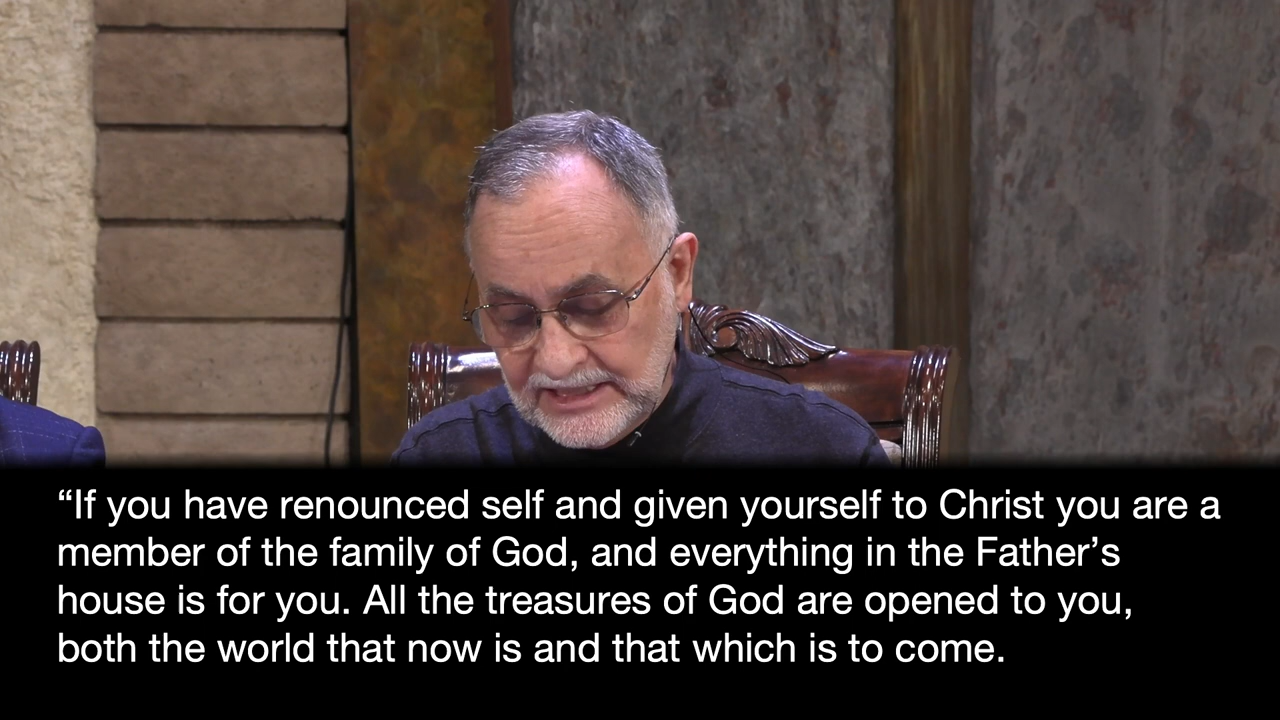 “If you have renounced self and given yourself to Christ you are a
member of the family of God, and everything in the Father’s
house is for you. All the treasures of God are opened to you,
both the world that now is and that which is to come.